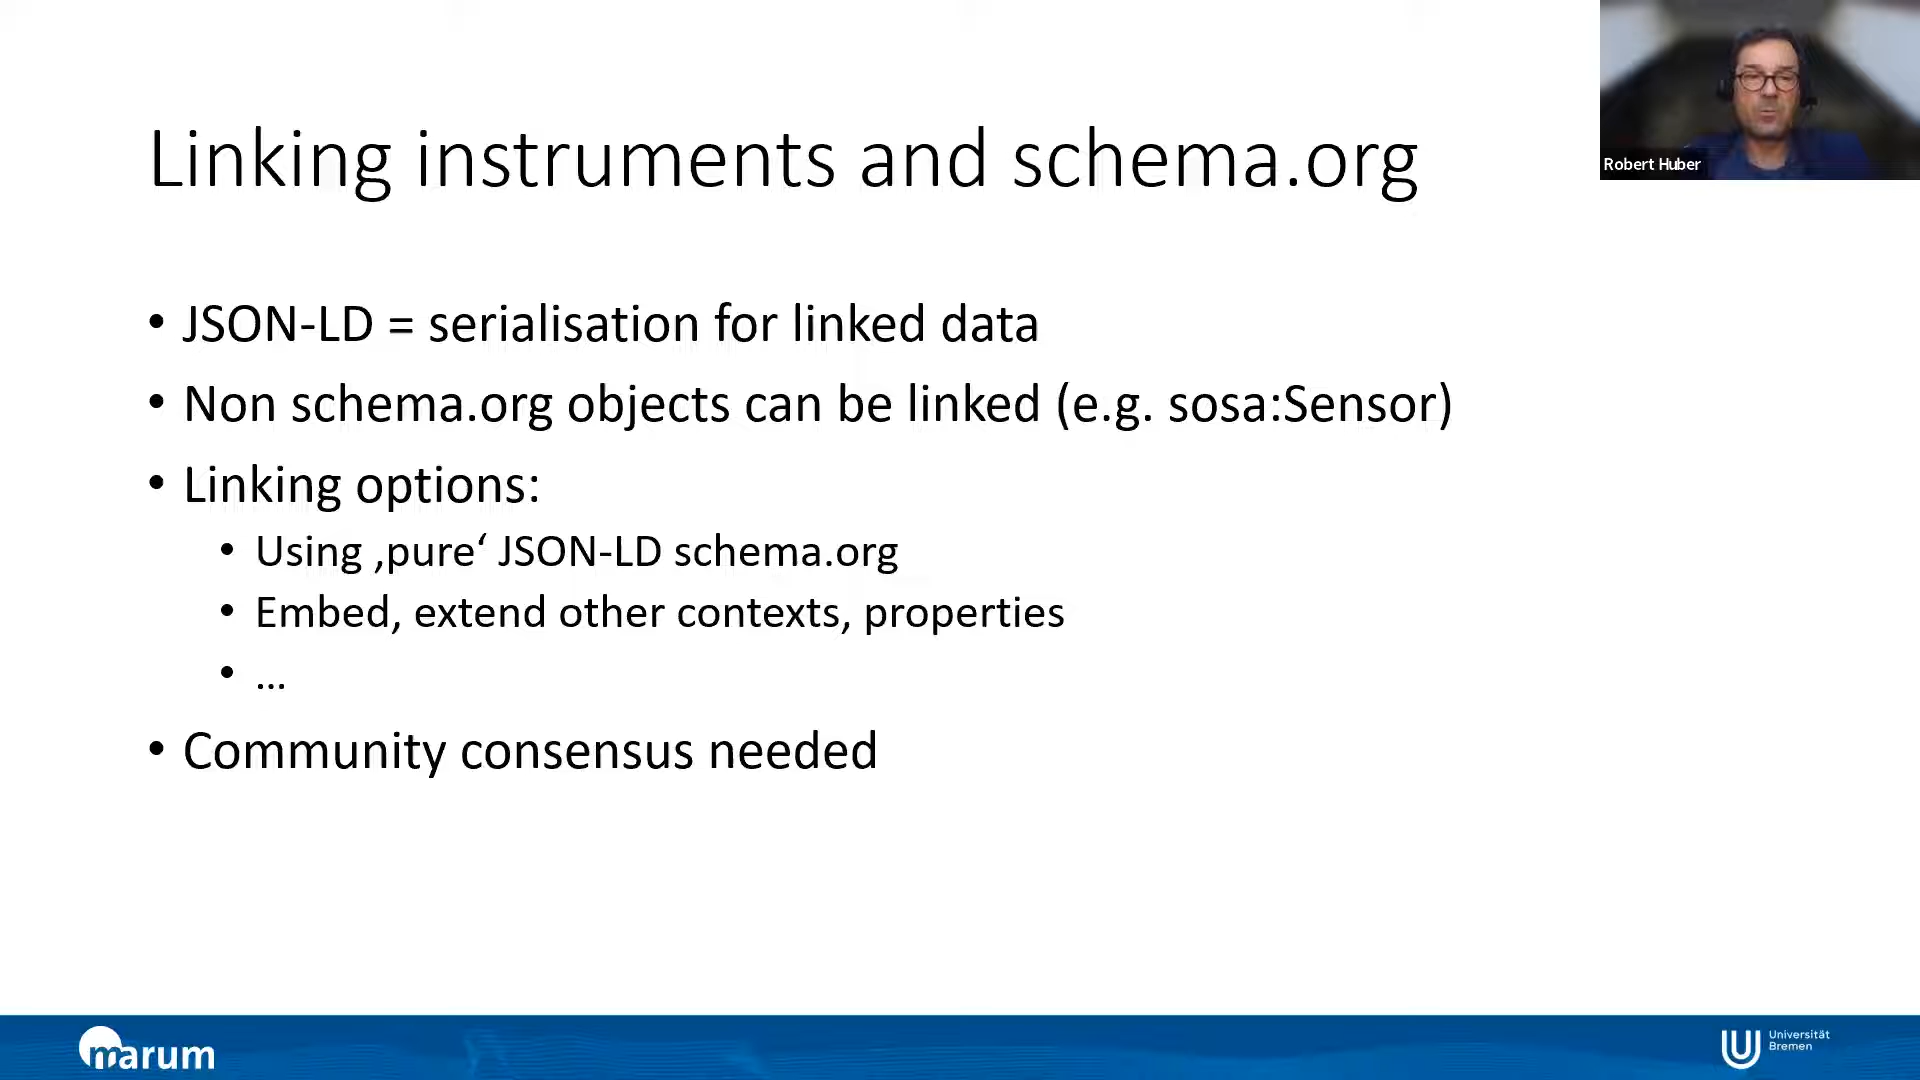 Linking instruments and schema.org
Robert Huber
• JSON-LD = serialisation for linked data
• Non schema.org objects can be linked (e.g. sosa:Sensor)
• Linking options:
• Using ‚pure‘ JSON-LD schema.org
• Embed, extend other contexts, properties
• ...
• Community consensus needed
marum
Universität
Bremen